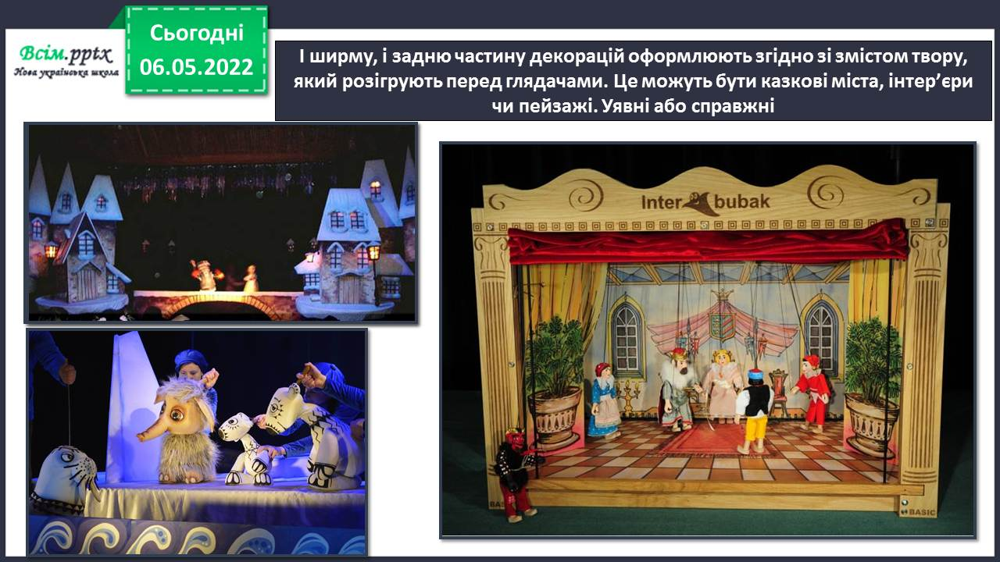 Всім.pptx
Нова українська школа
Сьогодні
06.05.2022
І ширму, і задню частину декорацій оформлюють згідно зі змістом твору,
який розігрують перед глядачами. Це можуть бути казкові міста, інтер’єри
чи пейзажі. Уявні або справжні
Inter bubak
BASIC